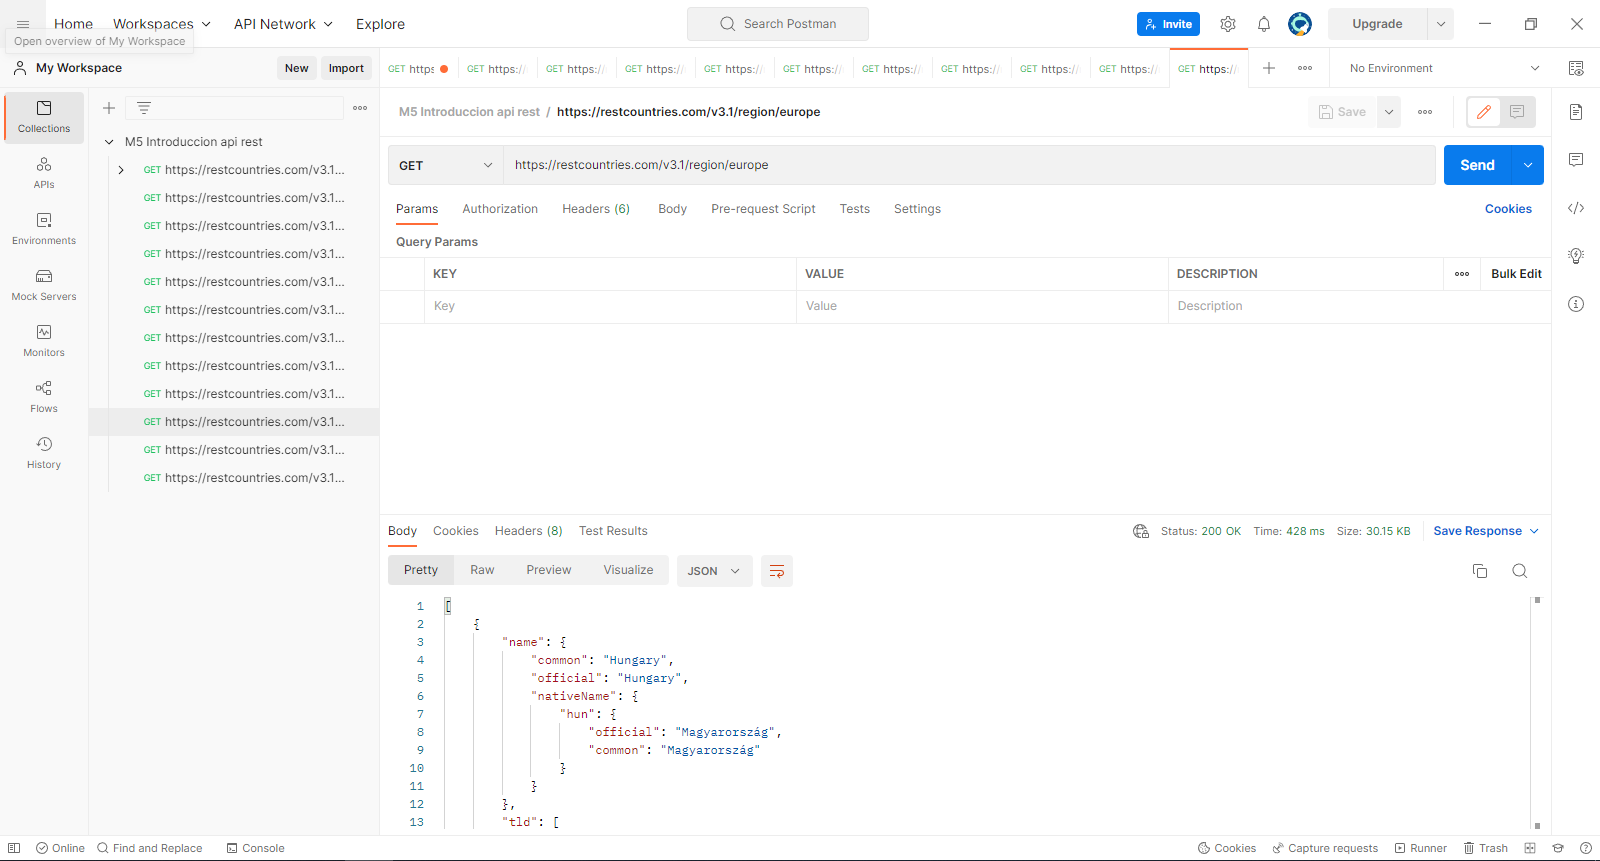 Home Workspaces API Network Explore Search Postman Invite Upgrade
Open overview of My Workspace
My Workspace New Import
GET https GET https:// GET https:// GET https:// GET https:// GET https:// GET https:// GET https:// GET https:// GET https:// GET https:// No Environment
Collections
APIs
Environments
Mock Servers
Monitors
Flows
History
M5 Introduccion api rest
GET https://restcountries.com/v3.1...
GET https://restcountries.com/v3.1...
GET https://restcountries.com/v3.1...
GET https://restcountries.com/v3.1...
GET https://restcountries.com/v3.1...
GET https://restcountries.com/v3.1...
GET https://restcountries.com/v3.1...
GET https://restcountries.com/v3.1...
GET https://restcountries.com/v3.1...
GET https://restcountries.com/v3.1...
GET https://restcountries.com/v3.1...
GET https://restcountries.com/v3.1...
M5 Introduccion api rest / https://restcountries.com/v3.1/region/europe Save
GET https://restcountries.com/v3.1/region/europe Send
Params Authorization Headers (6) Body Pre-request Script Tests Settings Cookies
Query Params
KEY VALUE DESCRIPTION Bulk Edit
Key Value Description
Body Cookies Headers (8) Test Results Status: 200 OK Time: 428 ms Size: 30.15 KB Save Response
Pretty Raw Preview Visualize JSON
1 [
2 {
3 "name": {
4 "common": "Hungary",
5 "official": "Hungary",
6 "nativeName": {
7 "hun": {
8 "official": "Magyarország",
9 "common": "Magyarország"
10 }
11 }
12 },
13 "tld": [
Online Find and Replace Console Cookies Capture requests Runner Trash